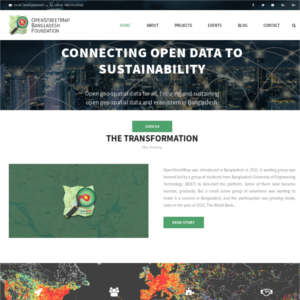 OpenStreetMap
Bangladesh
Foundation
HOME
ABOUT
PROJECTS
EVENTS
BLOG
CONTACT
CONNECTING OPEN DATA TO
SUSTAINABILITY
Open geo-spatial data for all, Ensuring and sustaining
open geo-spatial data and ecosystem in Bangladesh.
JOIN US
THE TRANSFORMATION
OpenStreetMap was introduced in Bangladesh in
A working group was
formed led by a group of students from Bangladesh University of Engineering
Technology (BUET) to kick-start the platform. Some of them later became
inactive, gradually. But a small active group of volunteers was working to
make it a success in Bangladesh, and the participation was growing slowly.
Later in the year of
The World Bank...
READ STORY